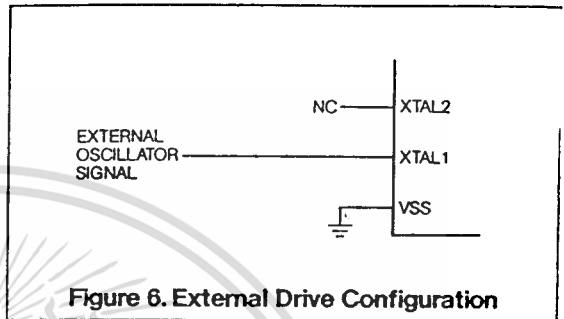 NC
XTAL2
EXTERNAL
OSCILLATOR
SIGNAL
XTAL1
VSS
Figure 6. External Drive Configuration